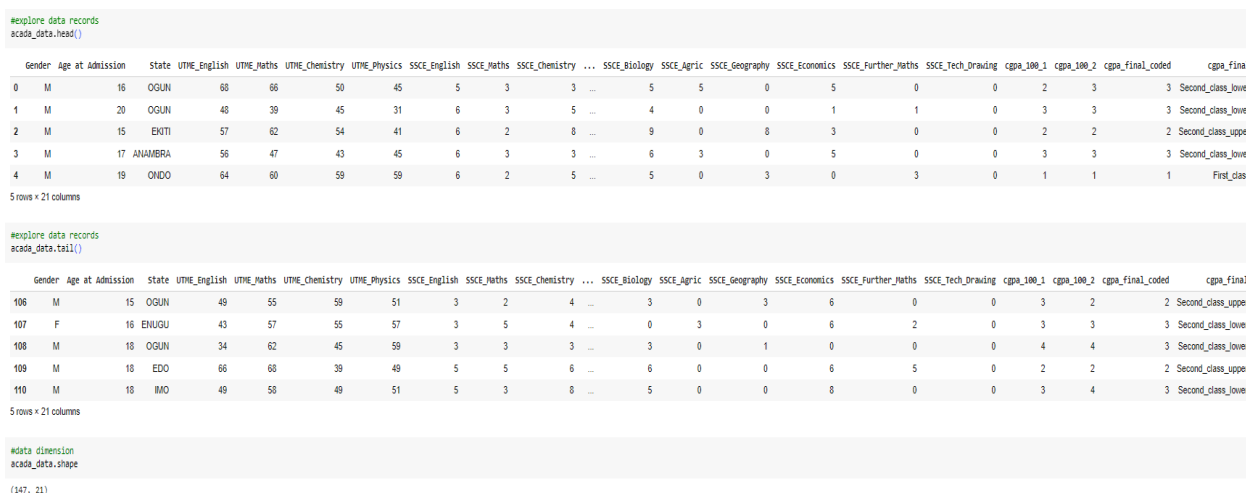 #explore data records
acada_data.head()
Gender Age at Admission State UTME_English UTME_Maths UTME_Chemistry UTME_Physics SSCE_English SSCE_Maths SSCE_Chemistry ... SSCE_Biology SSCE_Agric SSCE_Geography SSCE_Economics SSCE_Further_Maths SSCE_Tech_Drawing cgpa_100_1 cgpa_100_2 cgpa_final_coded cgpa_final
0 M 16 OGUN 68 66 50 45 5 3 3 ... 5 5 0 5 0 0 2 3 3 Second_class_lowe
1 M 20 OGUN 48 39 45 31 6 3 5 ... 4 0 0 1 1 0 3 3 3 Second_class_lowe
2 M 15 EKITI 57 62 54 41 6 2 8 ... 9 0 8 3 0 0 2 2 2 Second_class_uppe
3 M 17 ANAMBRA 56 47 43 45 6 3 3 ... 6 3 0 5 0 0 3 3 3 Second_class_lowe
4 M 19 ONDO 64 60 59 59 6 2 5 ... 5 0 3 0 3 0 1 1 1 First_clas
5 rows × 21 columns
#explore data records
acada_data.tail()
Gender Age at Admission State UTME_English UTME_Maths UTME_Chemistry UTME_Physics SSCE_English SSCE_Maths SSCE_Chemistry ... SSCE_Biology SSCE_Agric SSCE_Geography SSCE_Economics SSCE_Further_Maths SSCE_Tech_Drawing cgpa_100_1 cgpa_100_2 cgpa_final_coded cgpa_final
106 M 15 OGUN 49 55 59 51 3 2 4 ... 3 0 3 6 0 0 3 2 2 Second_class_uppe
107 F 16 ENUGU 43 57 55 57 3 5 4 ... 0 3 0 6 2 0 3 3 3 Second_class_lowe
108 M 18 OGUN 34 62 45 59 3 3 3 ... 3 0 1 0 0 0 4 4 3 Second_class_lowe
109 M 18 EDO 66 68 39 49 5 5 6 ... 6 0 0 6 5 0 2 2 2 Second_class_uppe
110 M 18 IMO 49 58 49 51 5 3 8 ... 5 0 0 8 0 0 3 4 3 Second_class_lowe
5 rows × 21 columns
#data dimension
acada_data.shape
(147, 21)